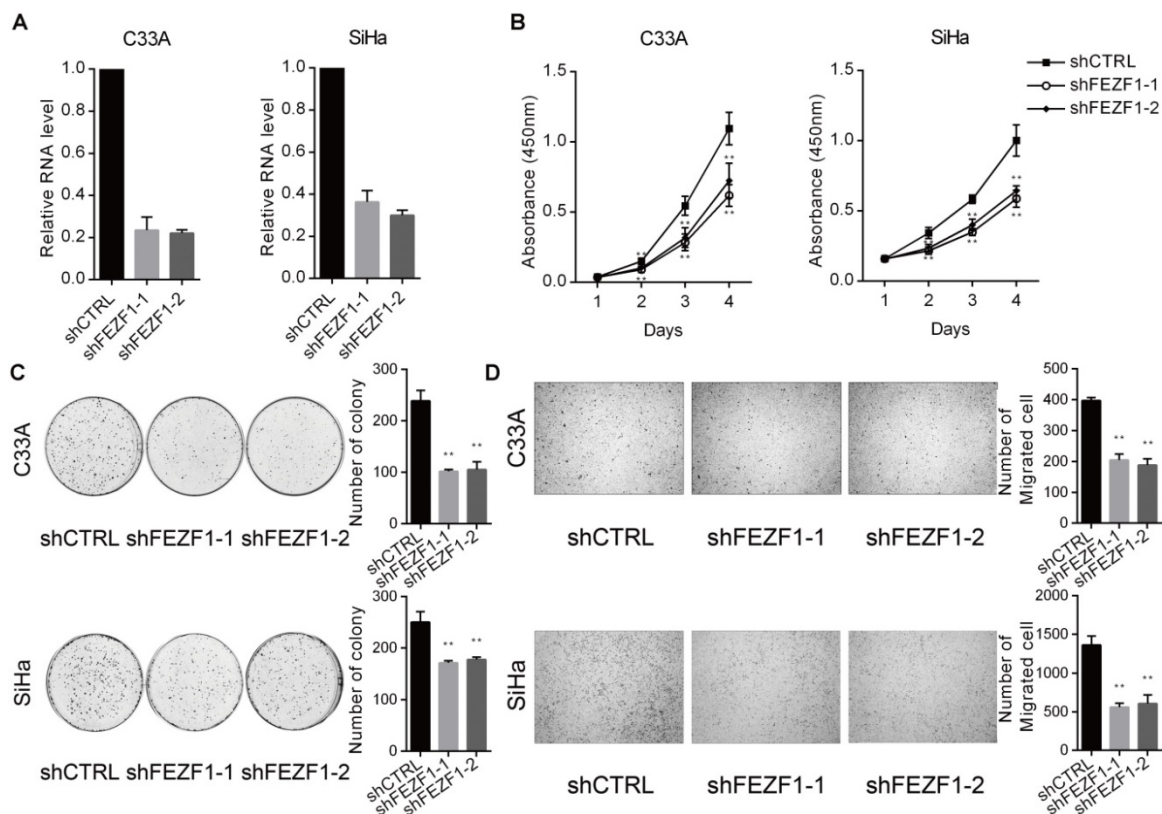 A
C33A
SiHa
Relative RNA level
1.0
0.8
0.6
0.4
0.2
0.0
shCTRL
shFEZF1-1
shFEZF1-2
Relative RNA level
1.0
0.8
0.6
0.4
0.2
0.0
shCTRL
shFEZF1-1
shFEZF1-2
B
C33A
SiHa
shCTRL
shFEZF1-1
shFEZF1-2
Absorbance (450nm)
1.5
1.0
0.5
0.0
**
**
**
**
**
**
1 2 3 4
Days
Absorbance (450nm)
1.5
1.0
0.5
0.0
**
**
**
**
**
**
1 2 3 4
Days
C
C33A
shCTRL shFEZF1-1 shFEZF1-2
Number of colony
300
200
100
0
** **
shCTRL
shFEZF1-1
shFEZF1-2
SiHa
shCTRL shFEZF1-1 shFEZF1-2
Number of colony
300
200
100
0
** **
shCTRL
shFEZF1-1
shFEZF1-2
D
C33A
shCTRL shFEZF1-1 shFEZF1-2
Number of
Migrated cell
500
400
300
200
100
0
** **
shCTRL
shFEZF1-1
shFEZF1-2
SiHa
shCTRL shFEZF1-1 shFEZF1-2
Number of
Migrated cell
2000
1500
1000
500
0
** **
shCTRL
shFEZF1-1
shFEZF1-2